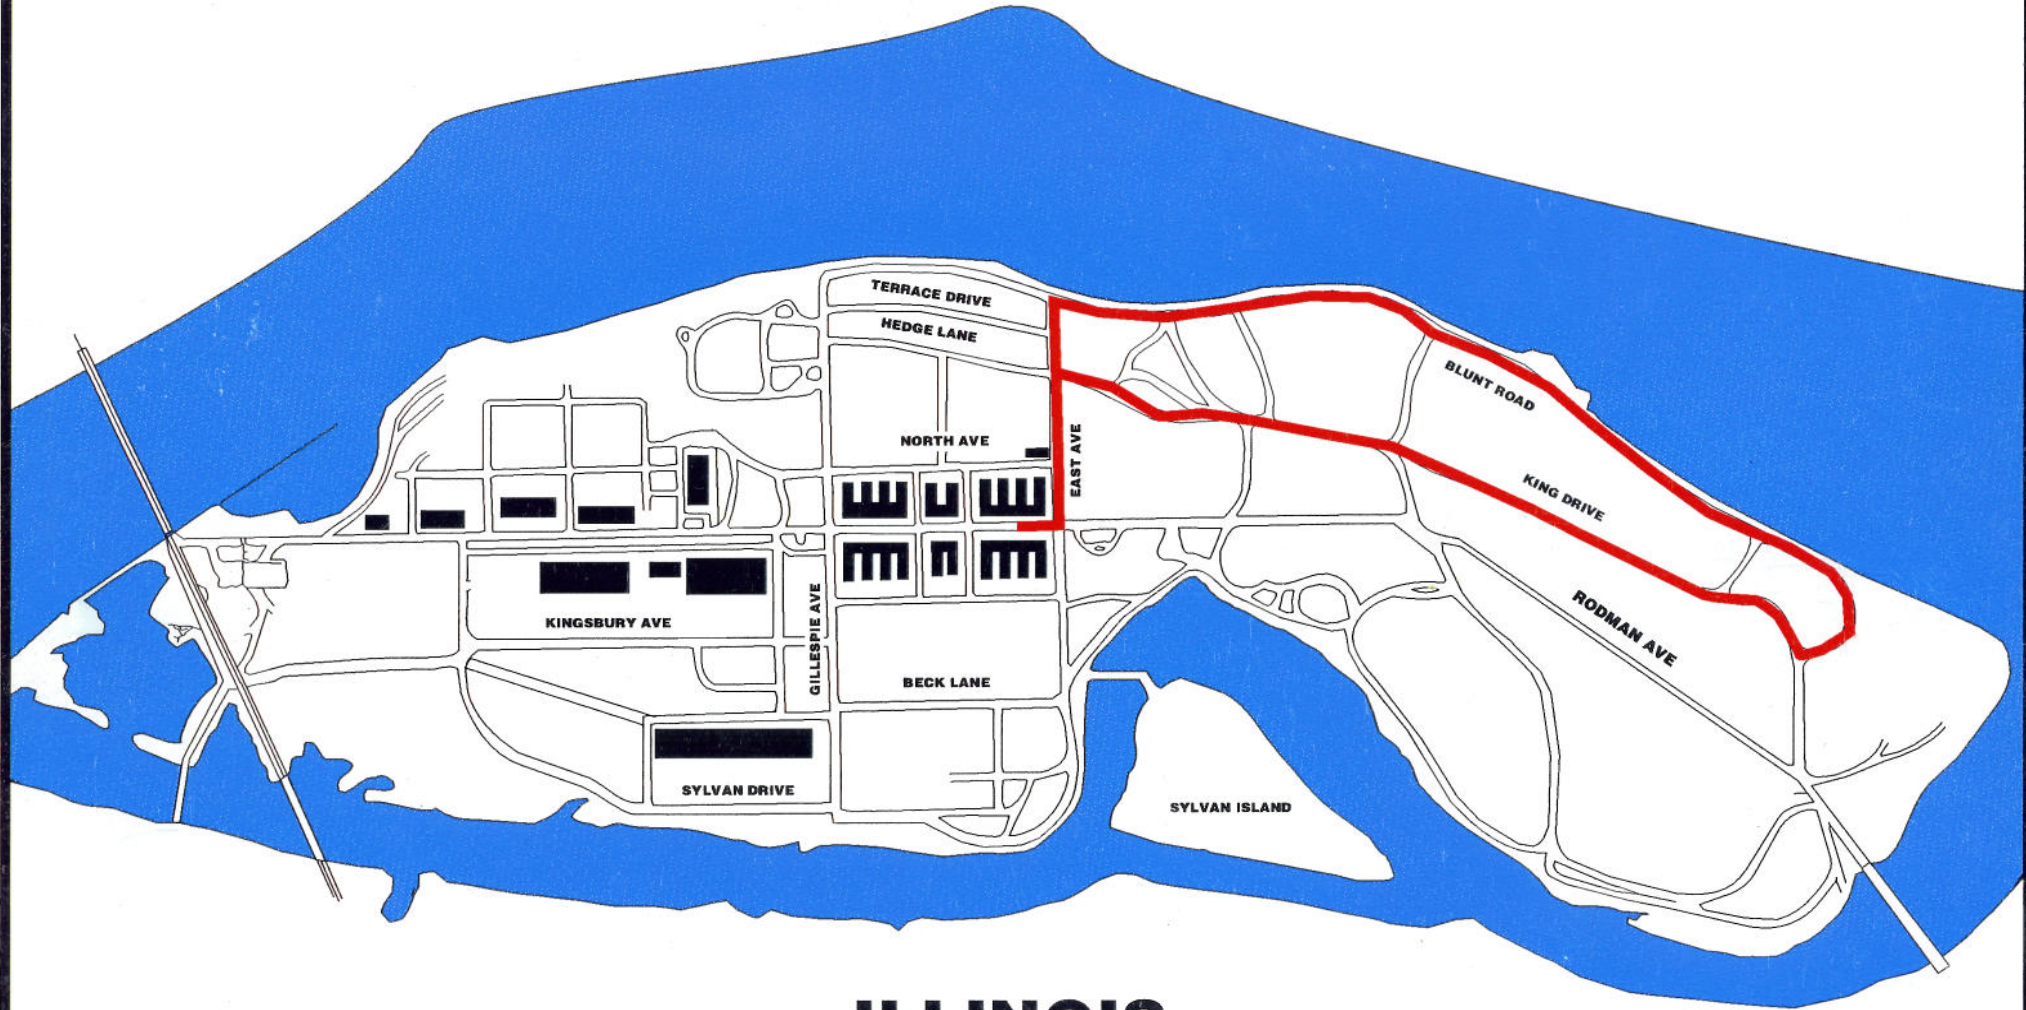 TERRACE DRIVE
HEDGE LANE
BLUNT ROAD
NORTH AVE
EAST AVE
KING DRIVE
KINGSBURY AVE
GILLESPIE AVE
RODMAN AVE
BECK LANE
SYLVAN DRIVE
SYLVAN ISLAND
ILLINOIS